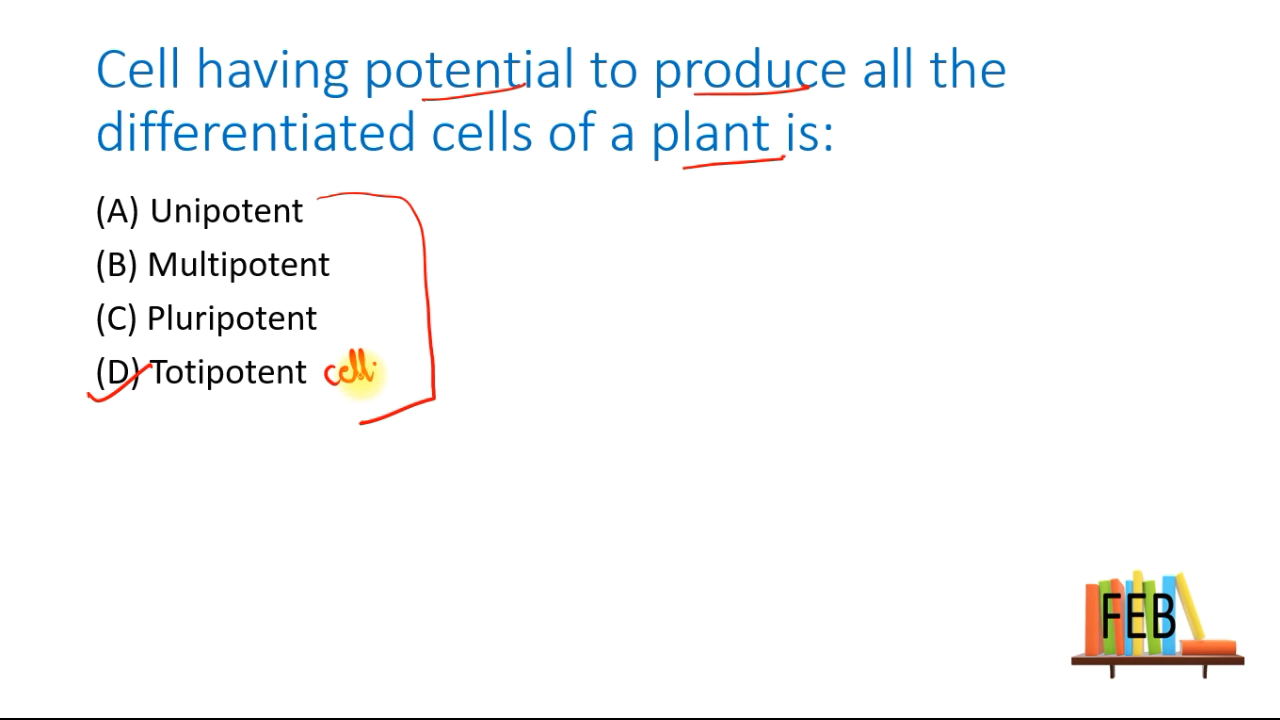 Cell having potential to produce all the
differentiated cells of a plant is:
(A) Unipotent
(B) Multipotent
(C) Pluripotent
(D) Totipotent cell
FEB